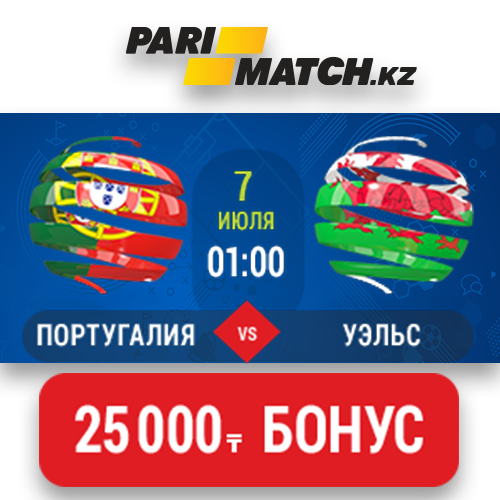 PARI
MATCH.KZ
7
ИЮЛЯ
01:00
ПОРТУГАЛИЯ VS УЭЛЬС
25 000 ₸ БОНУС